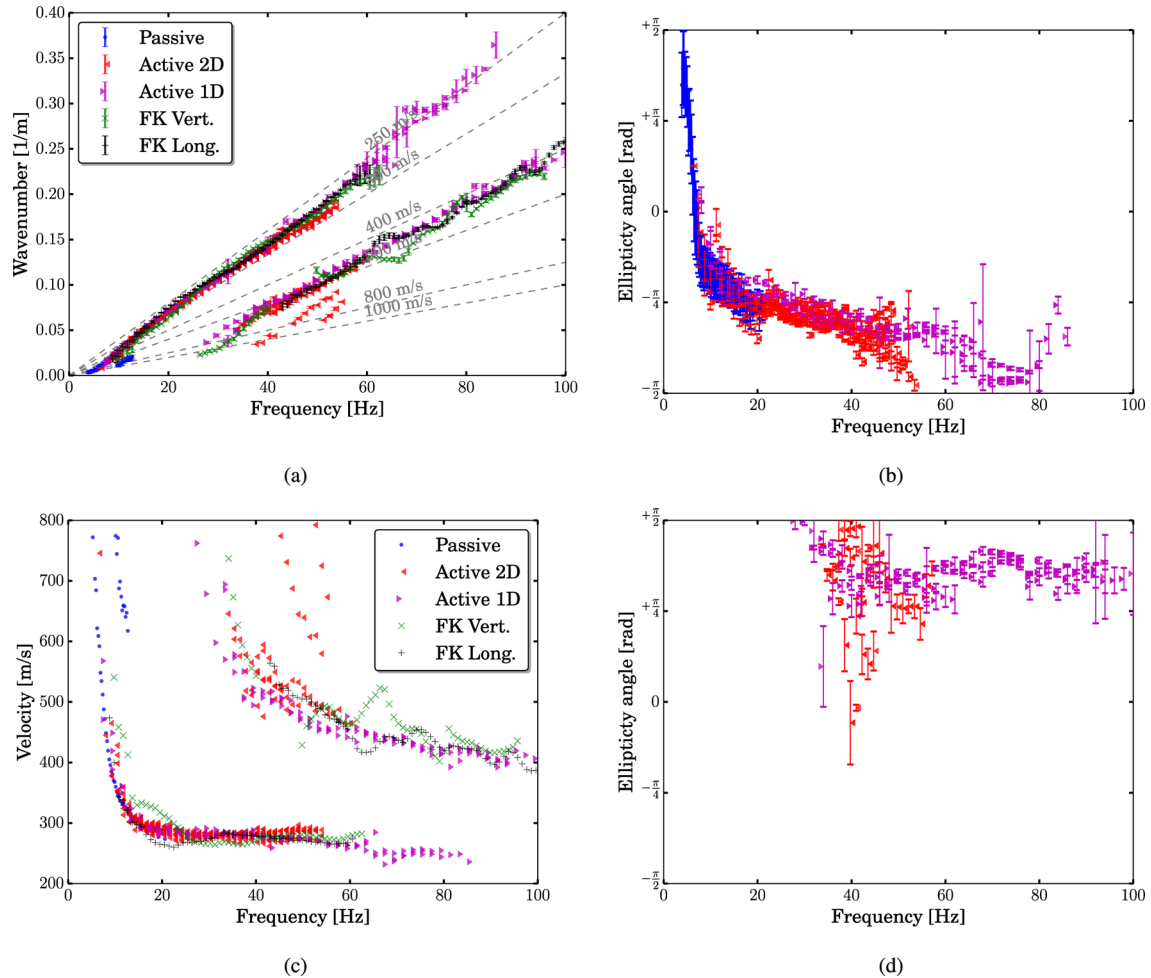 0.40
0.35
0.30
0.25
0.20
0.15
0.10
0.05
0.00
Wavenumber [1/m]
Passive
Active 2D
Active 1D
FK Vert.
FK Long.
250 m/s
m/s
400 m/s
m/s
800 m/s
1000 m/s
0 20 40 60 80 100
Frequency [Hz]
(a)
+π/2
+π/4
0
−π/4
−π/2
Ellipticty angle [rad]
0 20 40 60 80 100
Frequency [Hz]
(b)
800
700
600
500
400
300
200
Velocity [m/s]
Passive
Active 2D
Active 1D
FK Vert.
FK Long.
0 20 40 60 80 100
Frequency [Hz]
(c)
+π/2
+π/4
0
−π/4
−π/2
Ellipticty angle [rad]
0 20 40 60 80 100
Frequency [Hz]
(d)